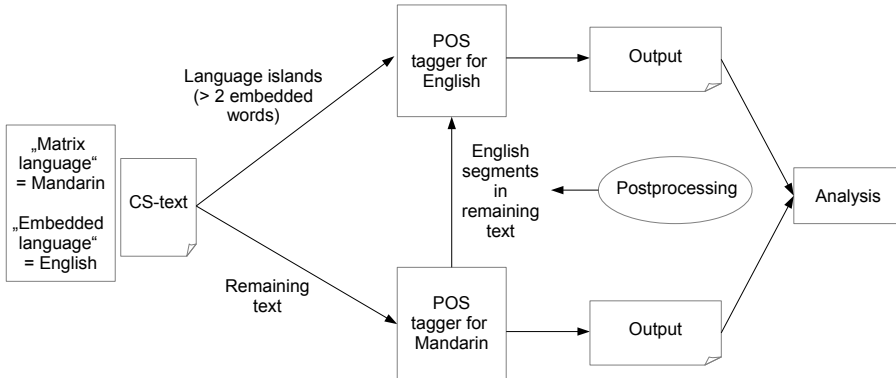 „Matrix
language“
= Mandarin
„Embedded
language“
= English
CS-text
Language islands
(> 2 embedded
words)
Remaining
text
POS
tagger for
English
English
segments
in
remaining
text
POS
tagger for
Mandarin
Output
Postprocessing
Output
Analysis